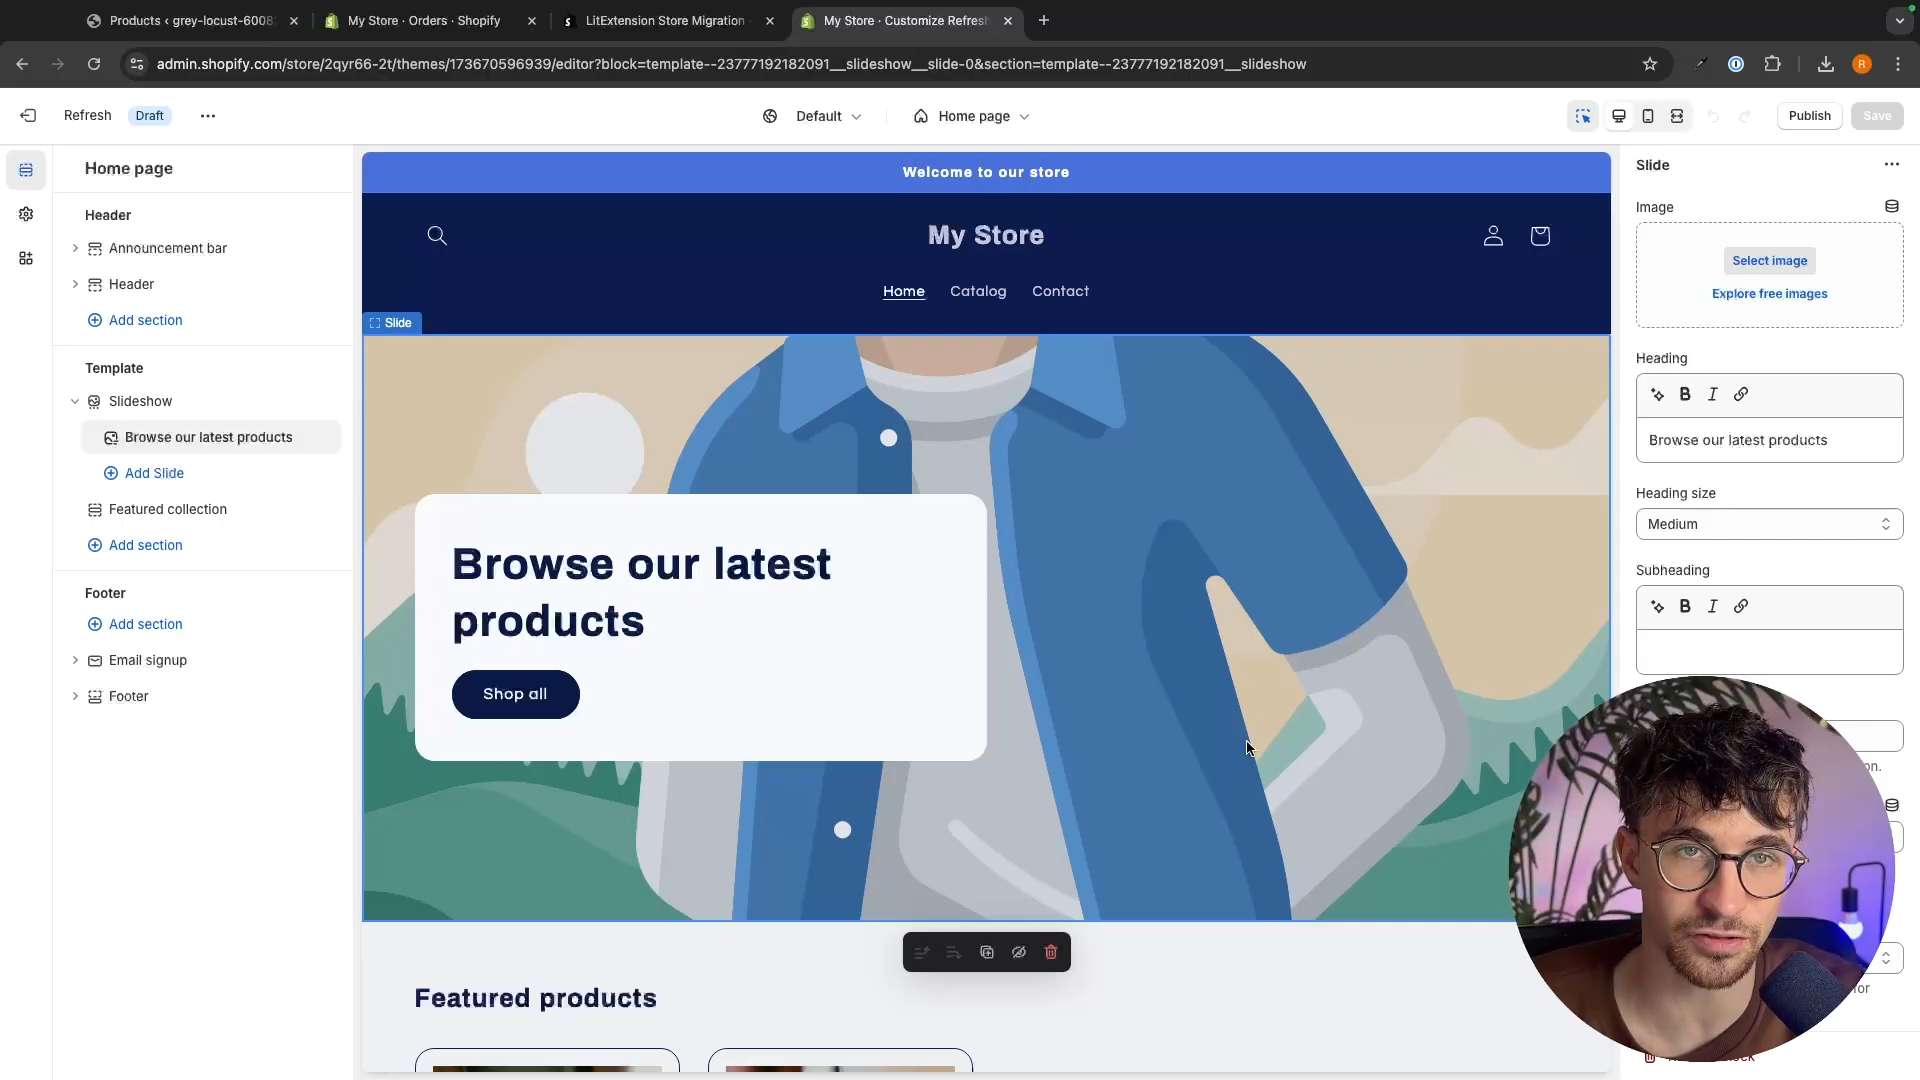 Products ‹ grey-locust-6008
My Store · Orders · Shopify
LitExtension Store Migration
My Store · Customize Refresh
admin.shopify.com/store/2qyr66-2t/themes/173670596939/editor?block=template--23777192182091__slideshow__slide-0&section=template--23777192182091__slideshow
R
Refresh
Draft
Default
Home page
Publish
Save
Home page
Header
Announcement bar
Header
Add section
Template
Slideshow
Browse our latest products
Add Slide
Featured collection
Add section
Footer
Add section
Email signup
Footer
Welcome to our store
My Store
Home
Catalog
Contact
Slide
Browse our latest
products
Shop all
Featured products
Slide
Image
Select image
Explore free images
Heading
B I
Browse our latest products
Heading size
Medium
Subheading
B I
on.
for